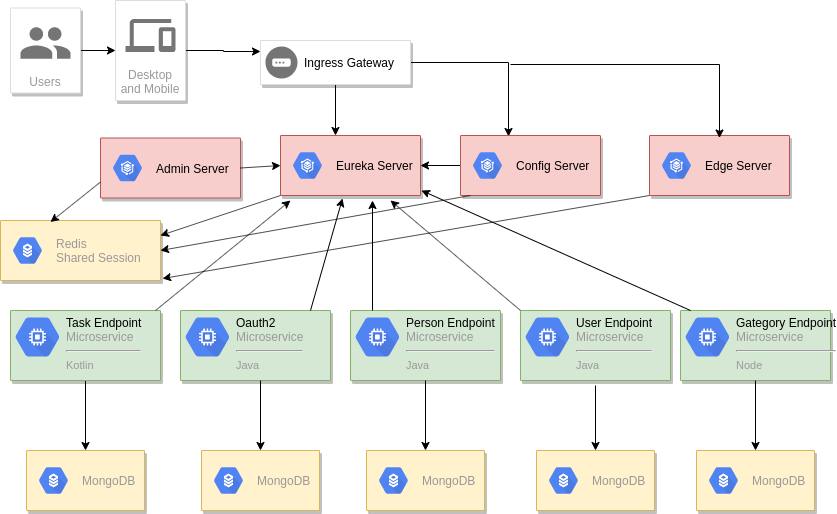 Users
Desktop
and Mobile
Ingress Gateway
Admin Server
Eureka Server
Config Server
Edge Server
Redis
Shared Session
Task Endpoint
Microservice
Kotlin
Oauth2
Microservice
Java
Person Endpoint
Microservice
Java
User Endpoint
Microservice
Java
Gategory Endpoint
Microservice
Node
MongoDB
MongoDB
MongoDB
MongoDB
MongoDB